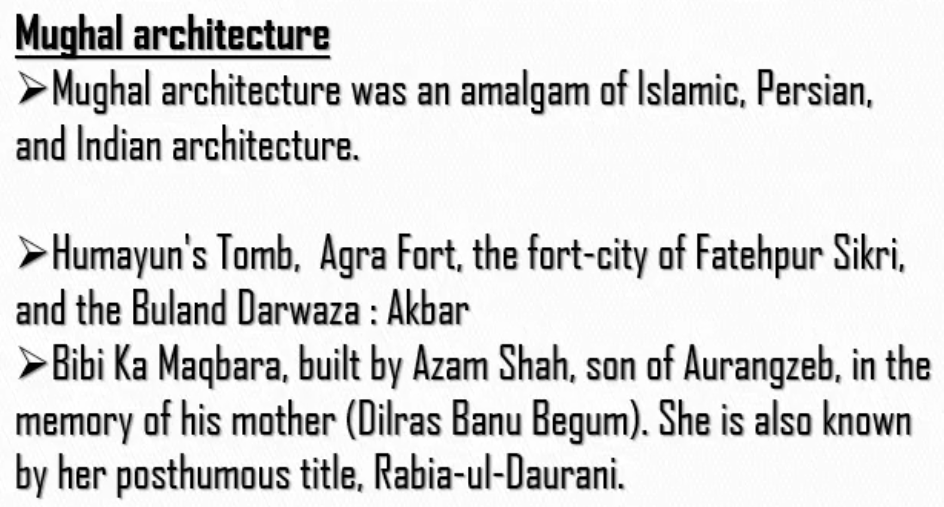 Mughal architecture
➢Mughal architecture was an amalgam of Islamic, Persian,
and Indian architecture.
➢Humayun's Tomb,  Agra Fort, the fort-city of Fatehpur Sikri,
and the Buland Darwaza : Akbar
➢Bibi Ka Maqbara, built by Azam Shah, son of Aurangzeb, in the
memory of his mother (Dilras Banu Begum). She is also known
by her posthumous title, Rabia-ul-Daurani.